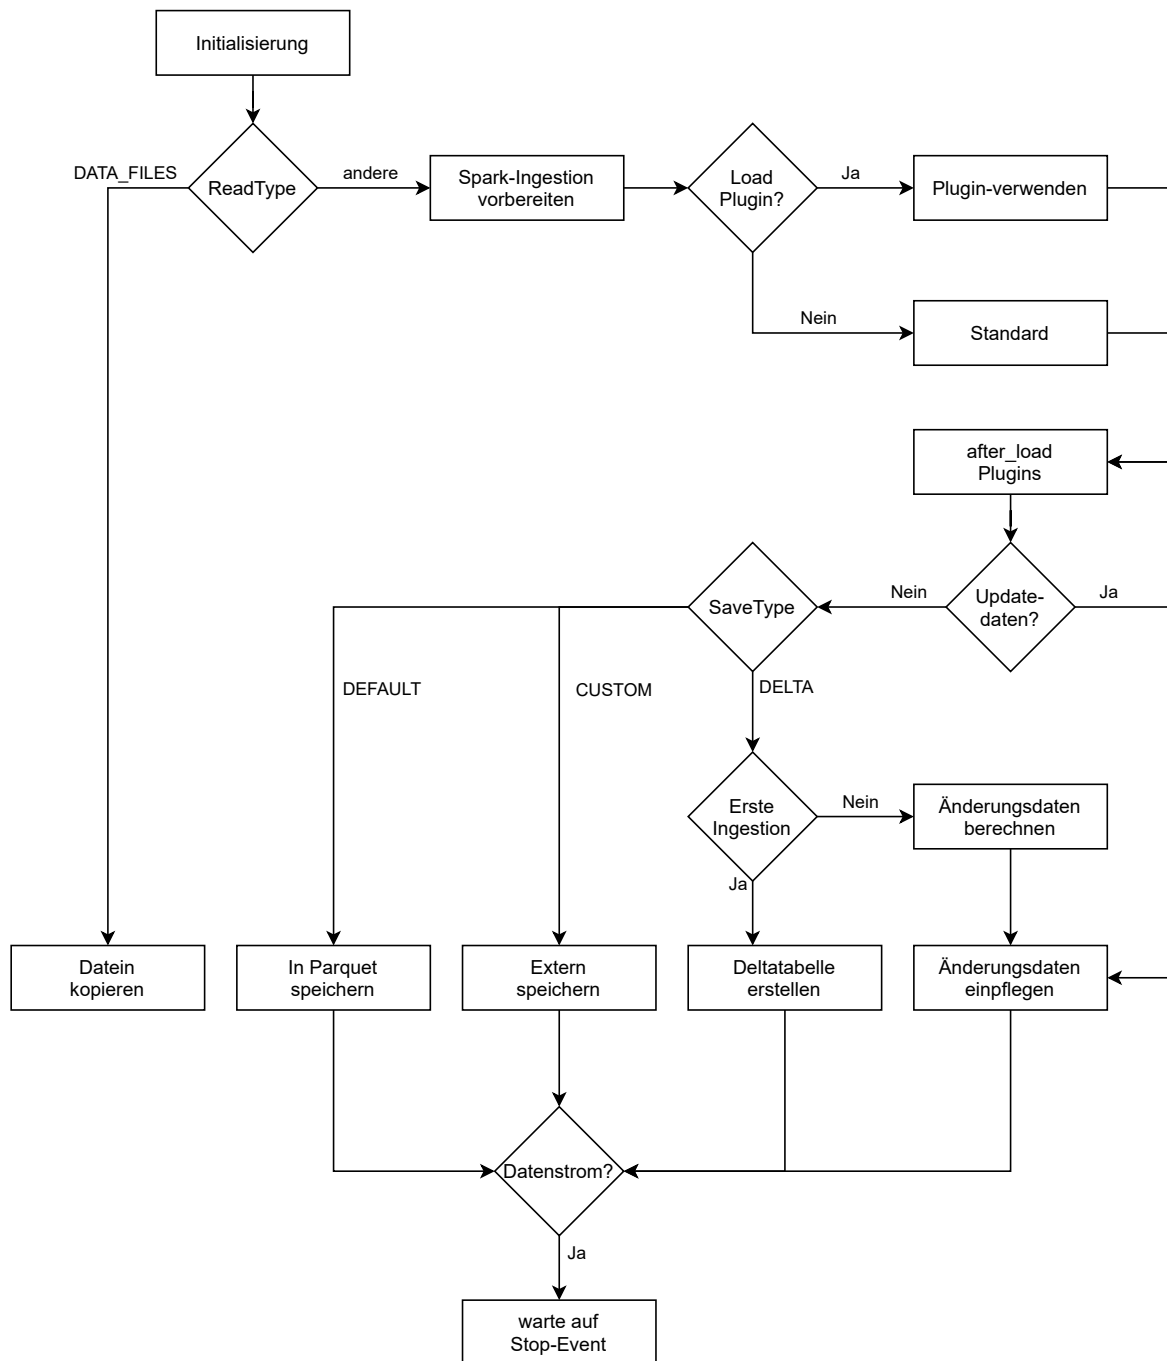 Initialisierung
DATA_FILES
ReadType
andere
Spark-Ingestion
vorbereiten
Load
Plugin?
Ja
Plugin-verwenden
Nein
Standard
after_load
Plugins
SaveType
Nein
Update-
daten?
Ja
DEFAULT
CUSTOM
DELTA
Erste
Ingestion
Nein
Änderungsdaten
berechnen
Ja
Datein
kopieren
In Parquet
speichern
Extern
speichern
Deltatabelle
erstellen
Änderungsdaten
einpflegen
Datenstrom?
Ja
warte auf
Stop-Event